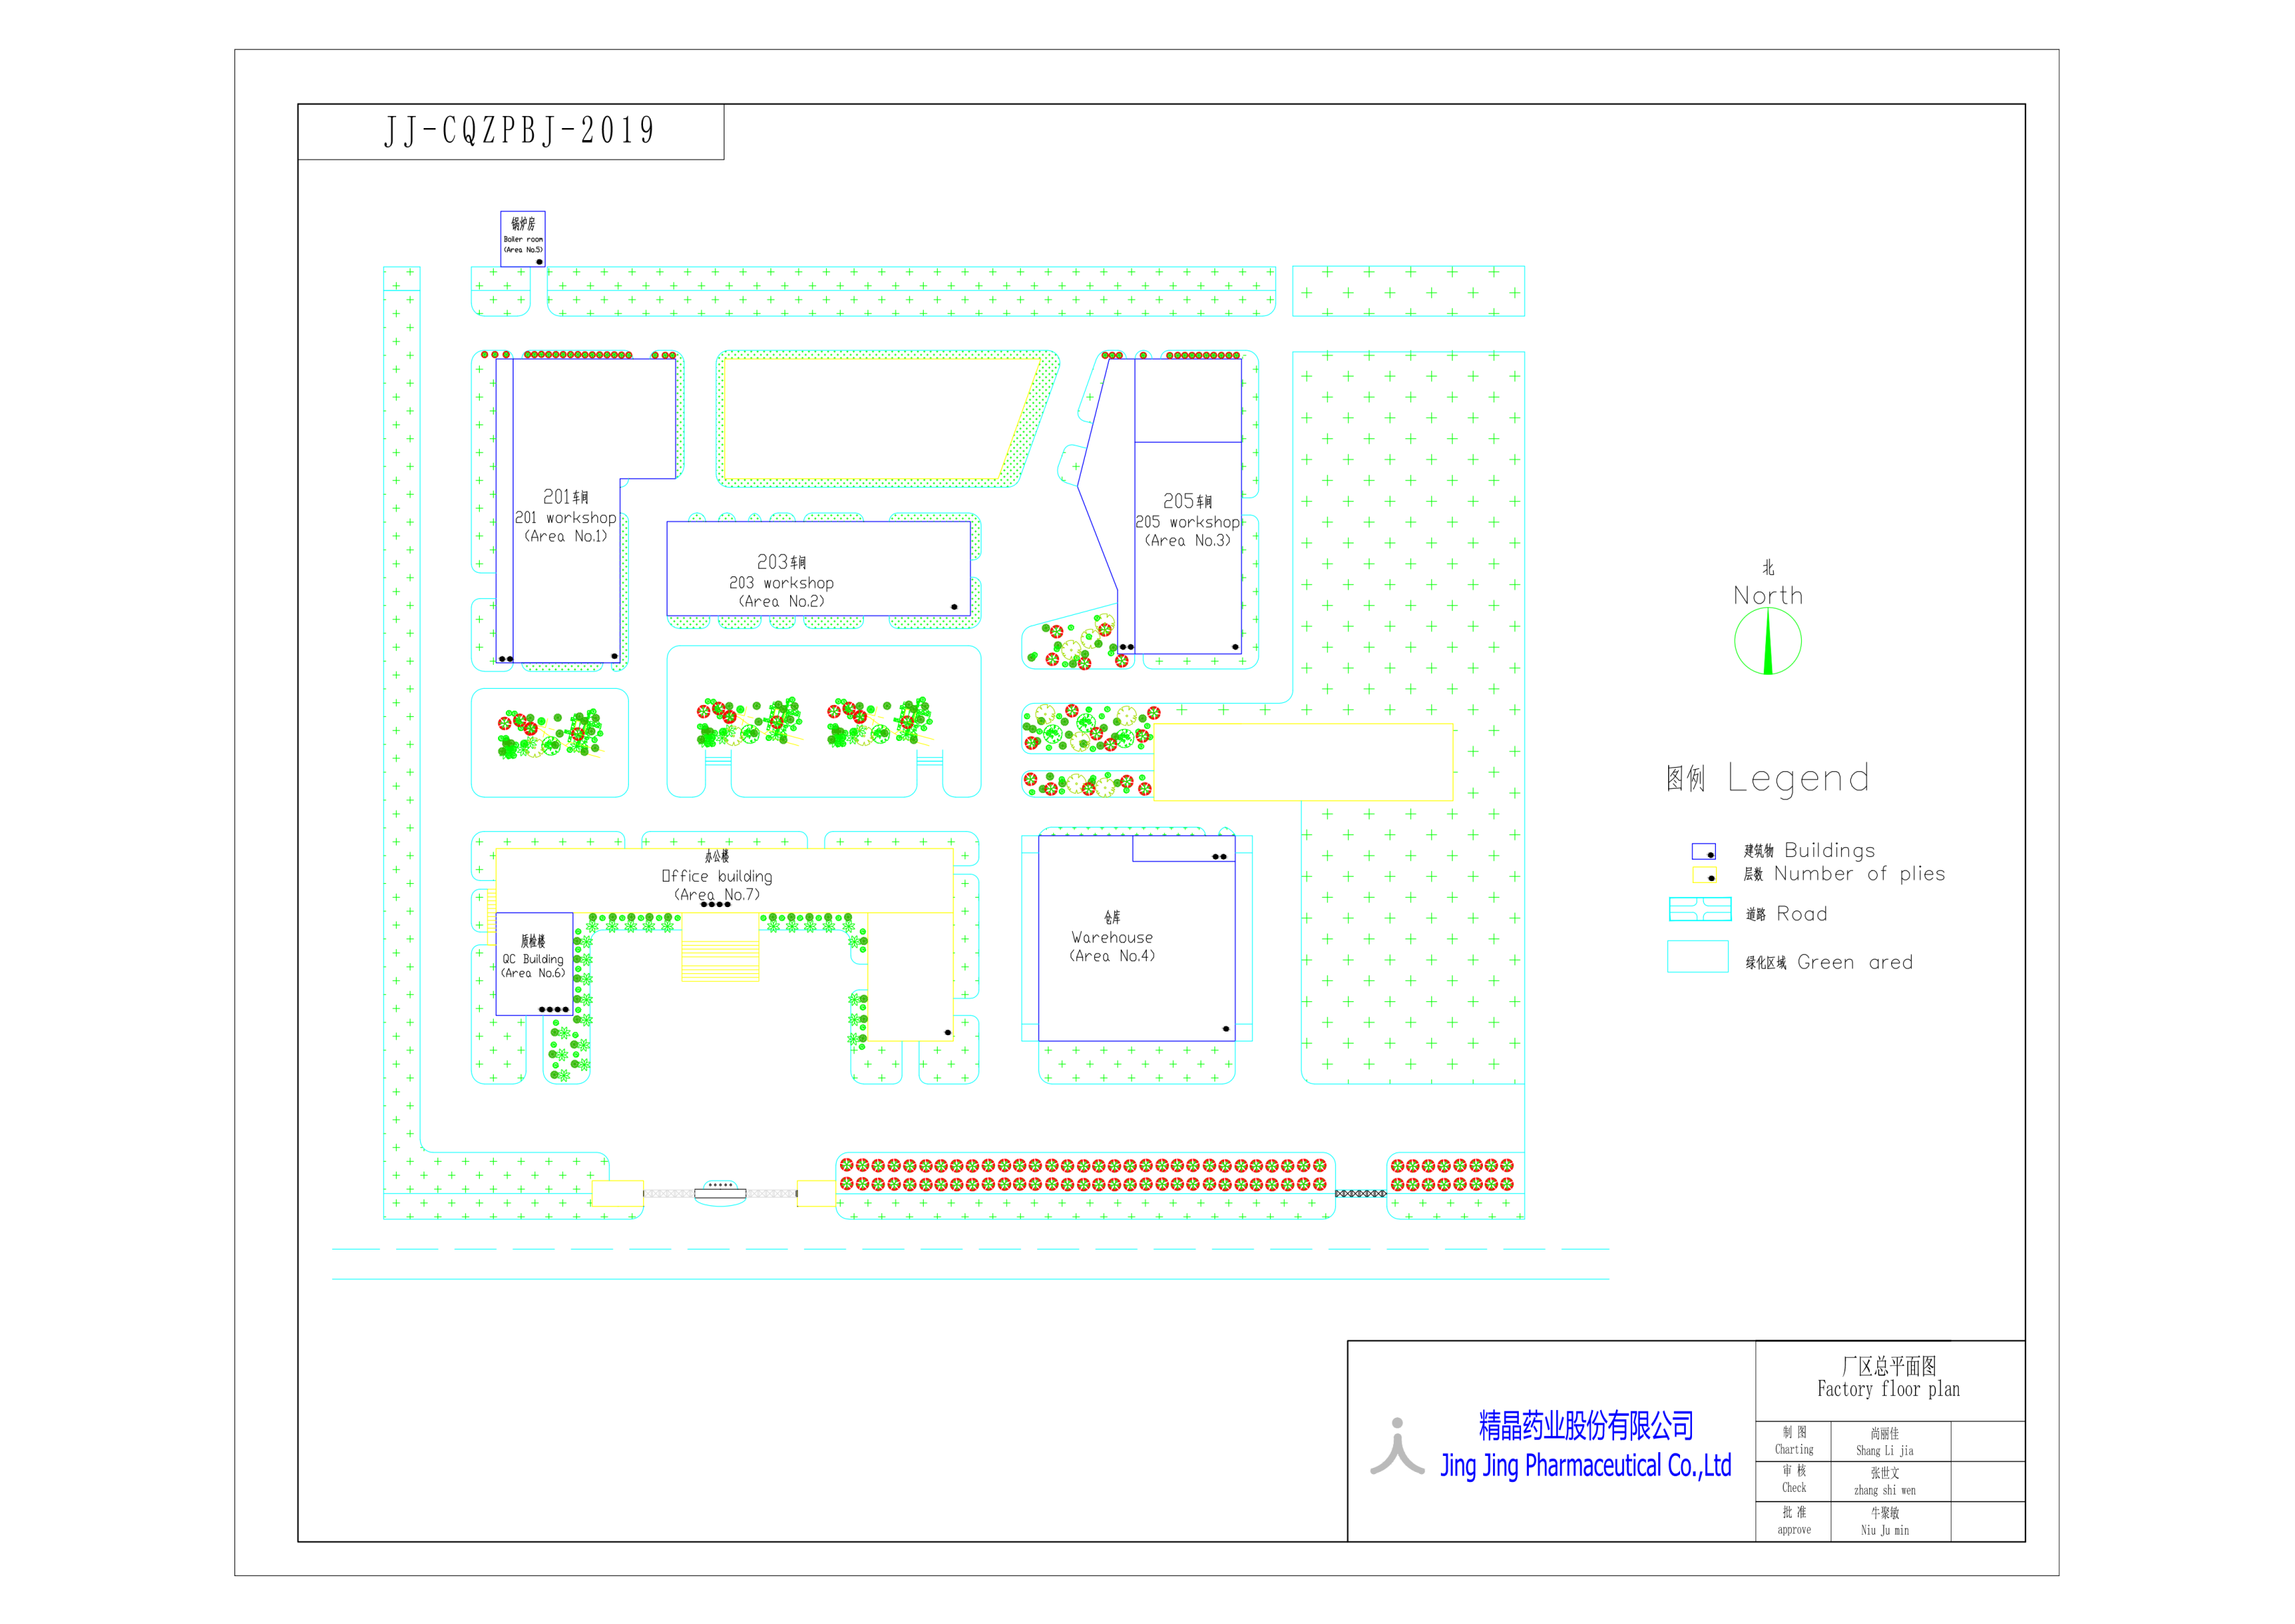 JJ-CQZPBJ-2019
锅炉房
Boiler room
(Area No.5)
201车间
201 workshop
(Area No.1)
203车间
203 workshop
(Area No.2)
205车间
205 workshop
(Area No.3)
北
North
图例 Legend
建筑物 Buildings
层数 Number of plies
道路 Road
绿化区域 Green ared
办公楼
Office building
(Area No.7)
质检楼
QC Building
(Area No.6)
仓库
Warehouse
(Area No.4)
精晶药业股份有限公司
Jing Jing Pharmaceutical Co.,Ltd
厂区总平面图
Factory floor plan
制 图 尚丽佳
Charting Shang Li jia
审 核 张世文
Check zhang shi wen
批 准 牛聚敏
approve Niu Ju min